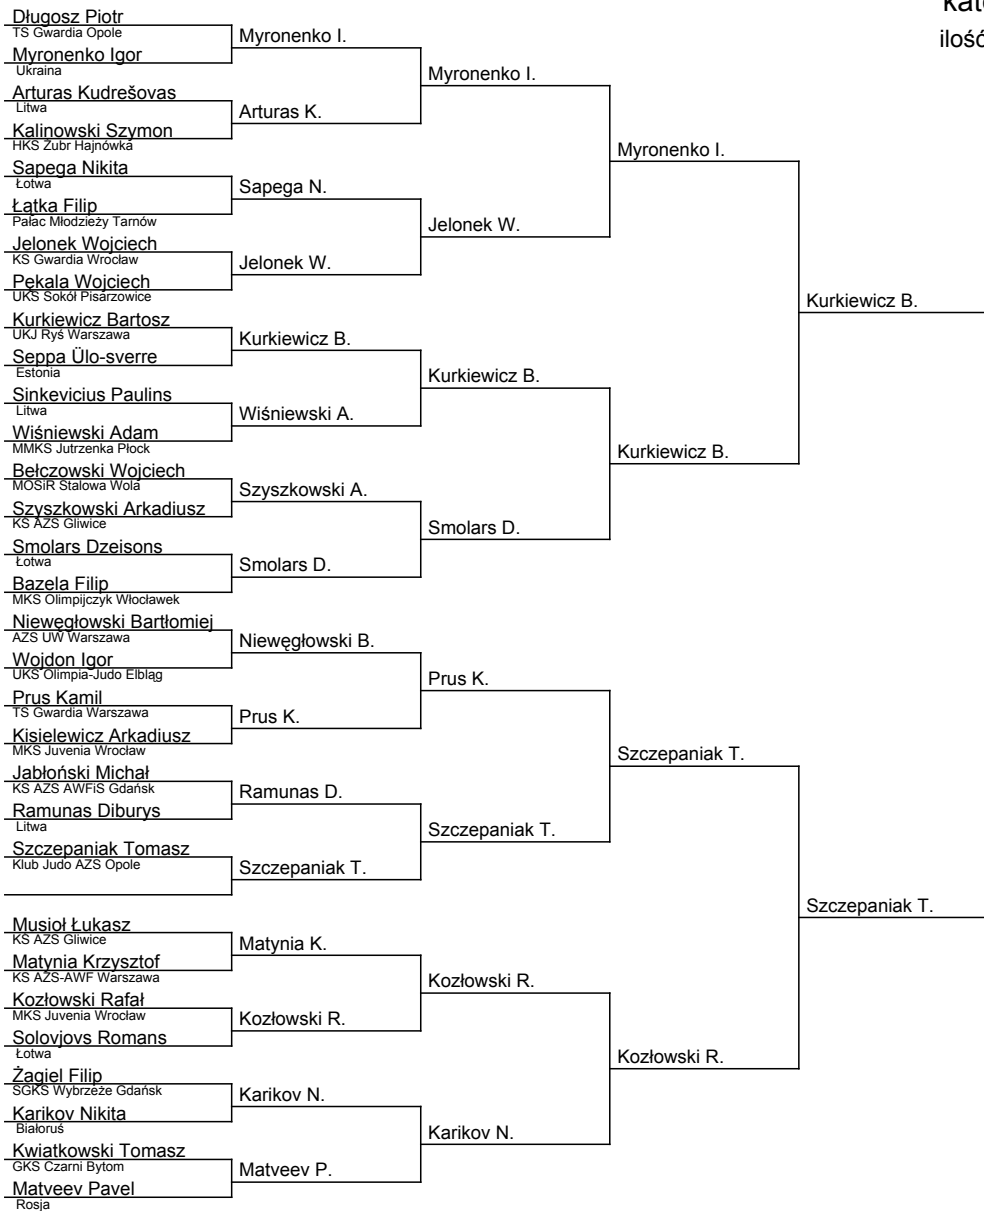 kat
ilość
Długosz Piotr
TS Gwardia Opole
Myronenko Igor
Ukraina
Arturas Kudrešovas
Litwa
Kalinowski Szymon
HKS Żubr Hajnówka
Sapega Nikita
Łotwa
Łątka Filip
Pałac Młodzieży Tarnów
Jelonek Wojciech
KS Gwardia Wrocław
Pękala Wojciech
UKS Sokół Pisarzowice
Kurkiewicz Bartosz
UKJ Ryś Warszawa
Seppa Ülo-sverre
Estonia
Sinkevicius Paulins
Litwa
Wiśniewski Adam
MMKS Jutrzenka Płock
Bełczowski Wojciech
MOSiR Stalowa Wola
Szyszkowski Arkadiusz
KS AZS Gliwice
Smolars Dzeisons
Łotwa
Bazela Filip
MKS Olimpijczyk Włocławek
Niewęgłowski Bartłomiej
AZS UW Warszawa
Wojdon Igor
UKS Olimpia-Judo Elbląg
Prus Kamil
TS Gwardia Warszawa
Kisielewicz Arkadiusz
MKS Juvenia Wrocław
Jabłoński Michał
KS AZS AWFiS Gdańsk
Ramunas Diburys
Litwa
Szczepaniak Tomasz
Klub Judo AZS Opole
Musioł Łukasz
KS AZS Gliwice
Matynia Krzysztof
KS AZS-AWF Warszawa
Kozłowski Rafał
MKS Juvenia Wrocław
Solovjovs Romans
Łotwa
Żagiel Filip
SGKS Wybrzeże Gdańsk
Karikov Nikita
Białoruś
Kwiatkowski Tomasz
GKS Czarni Bytom
Matveev Pavel
Rosja
Myronenko I.
Arturas K.
Sapega N.
Jelonek W.
Kurkiewicz B.
Wiśniewski A.
Szyszkowski A.
Smolars D.
Niewęgłowski B.
Prus K.
Ramunas D.
Szczepaniak T.
Matynia K.
Kozłowski R.
Karikov N.
Matveev P.
Myronenko I.
Jelonek W.
Kurkiewicz B.
Smolars D.
Prus K.
Szczepaniak T.
Kozłowski R.
Karikov N.
Myronenko I.
Kurkiewicz B.
Szczepaniak T.
Kozłowski R.
Kurkiewicz B.
Szczepaniak T.